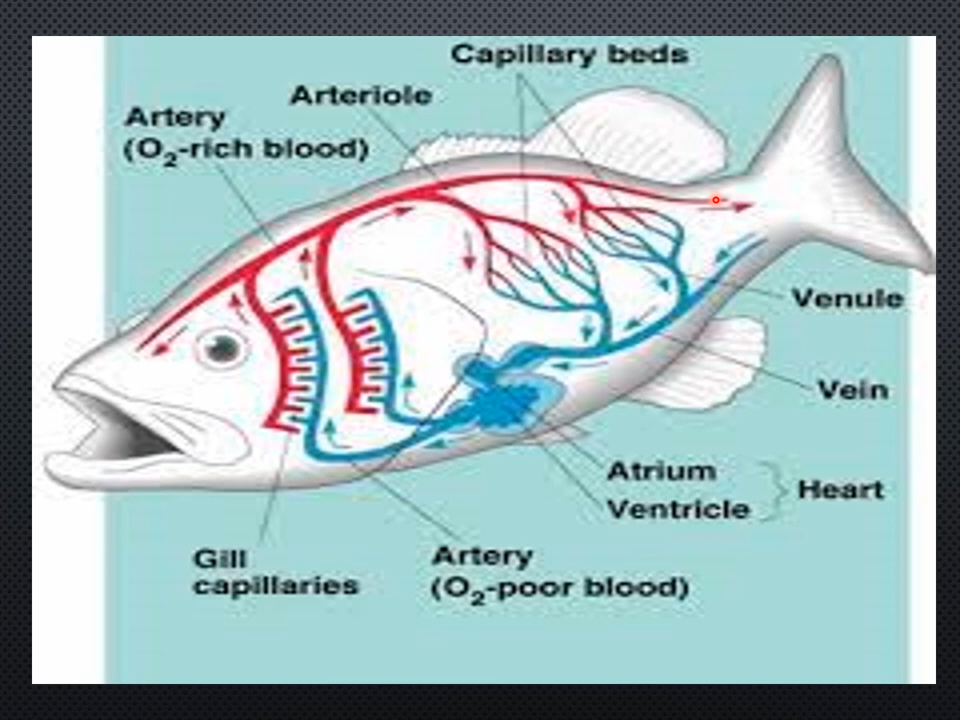 Capillary beds
Arteriole
Artery
(O2-rich blood)
Venule
Vein
Atrium
Ventricle
Heart
Gill
capillaries
Artery
(O2-poor blood)